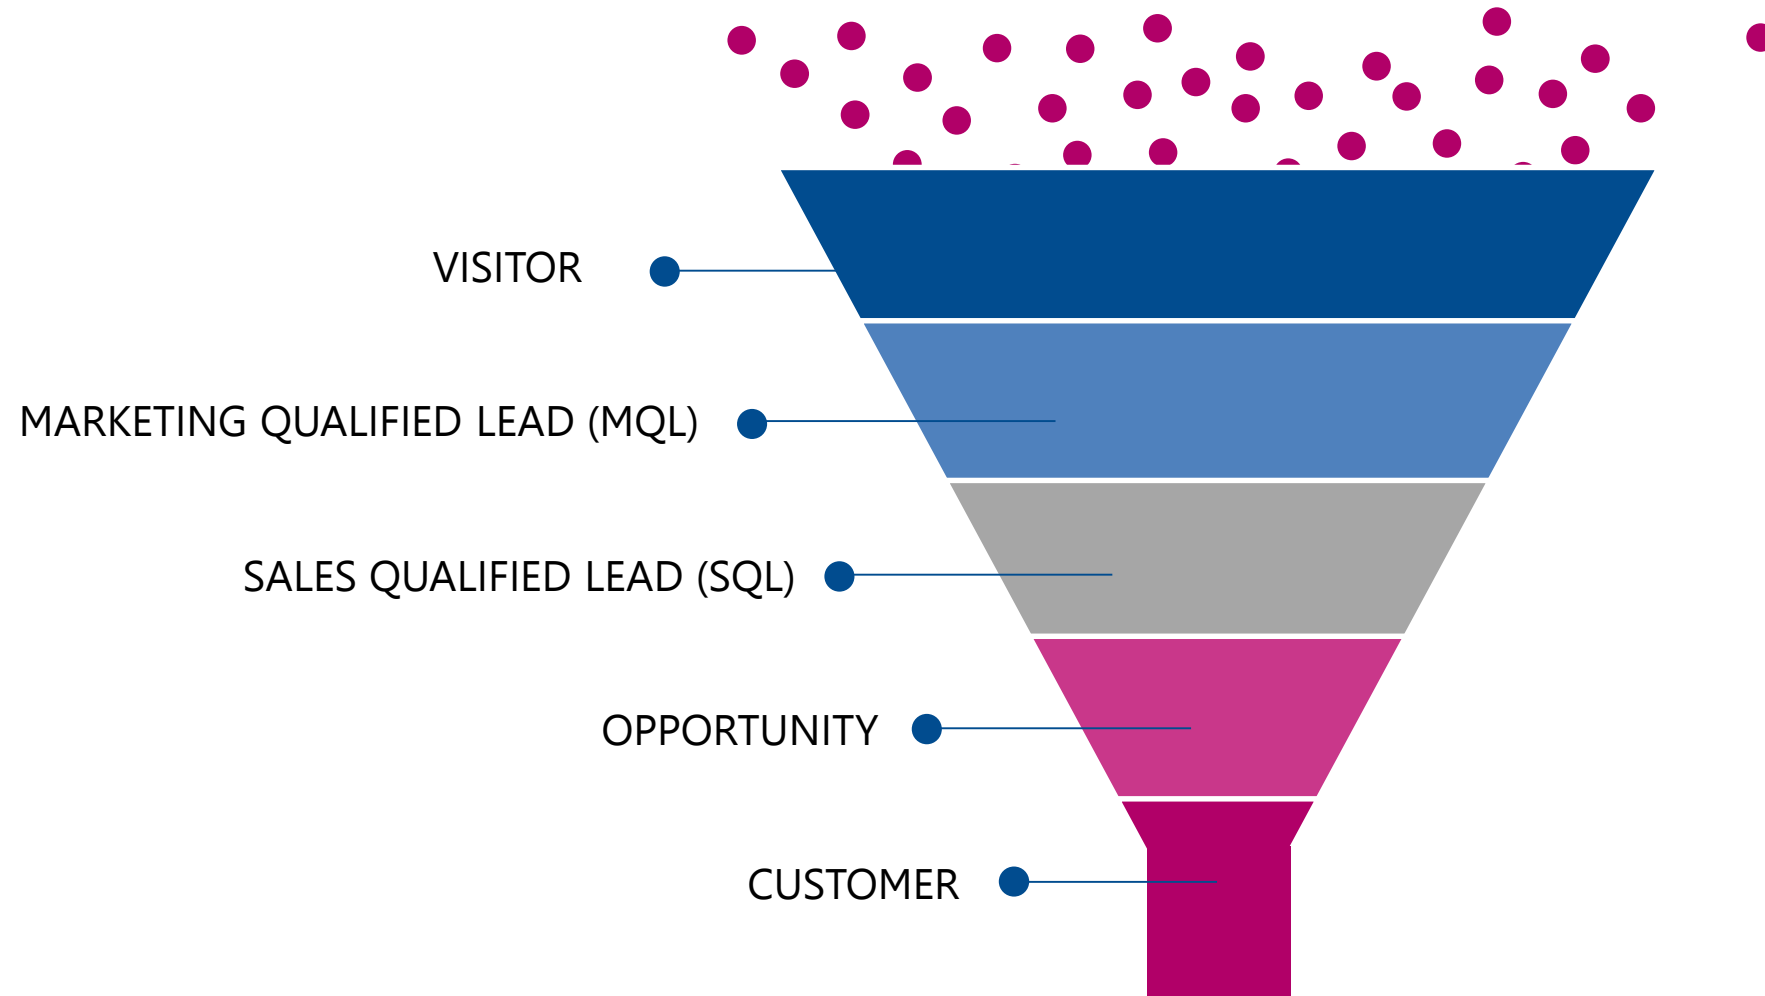 VISITOR
MARKETING QUALIFIED LEAD (MQL)
SALES QUALIFIED LEAD (SQL)
OPPORTUNITY
CUSTOMER